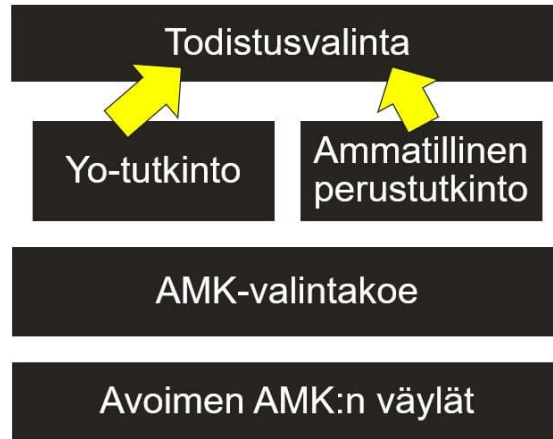 Todistusvalinta
Yo-tutkinto
Ammatillinen
perustutkinto
AMK-valintakoe
Avoimen AMK:n väylät